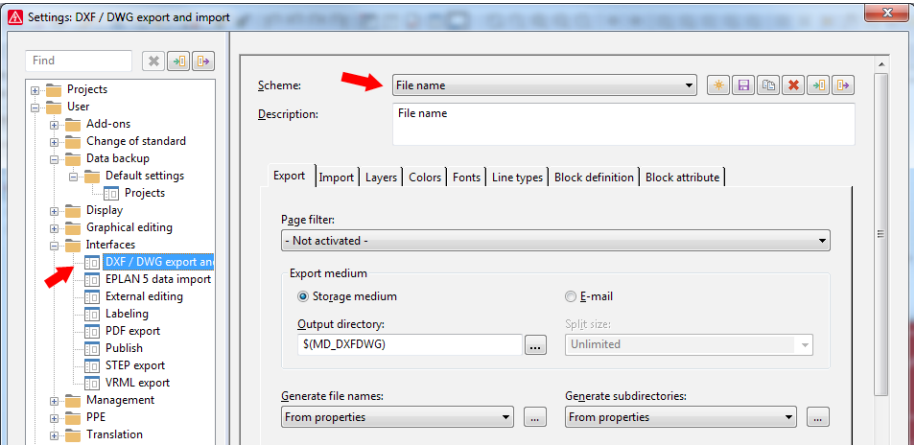 Settings: DXF / DWG export and import
Find
Projects
User
Add-ons
Change of standard
Data backup
Default settings
Projects
Display
Graphical editing
Interfaces
DXF / DWG export an
EPLAN 5 data import
External editing
Labeling
PDF export
Publish
STEP export
VRML export
Management
PPE
Translation
Scheme: File name
Description: File name
Export Import Layers Colors Fonts Line types Block definition Block attribute
Page filter:
- Not activated -
Export medium
Storage medium E-mail
Output directory: Split size:
$(MD_DXFDWG) ... Unlimited
Generate file names: Generate subdirectories:
From properties ... From properties ...